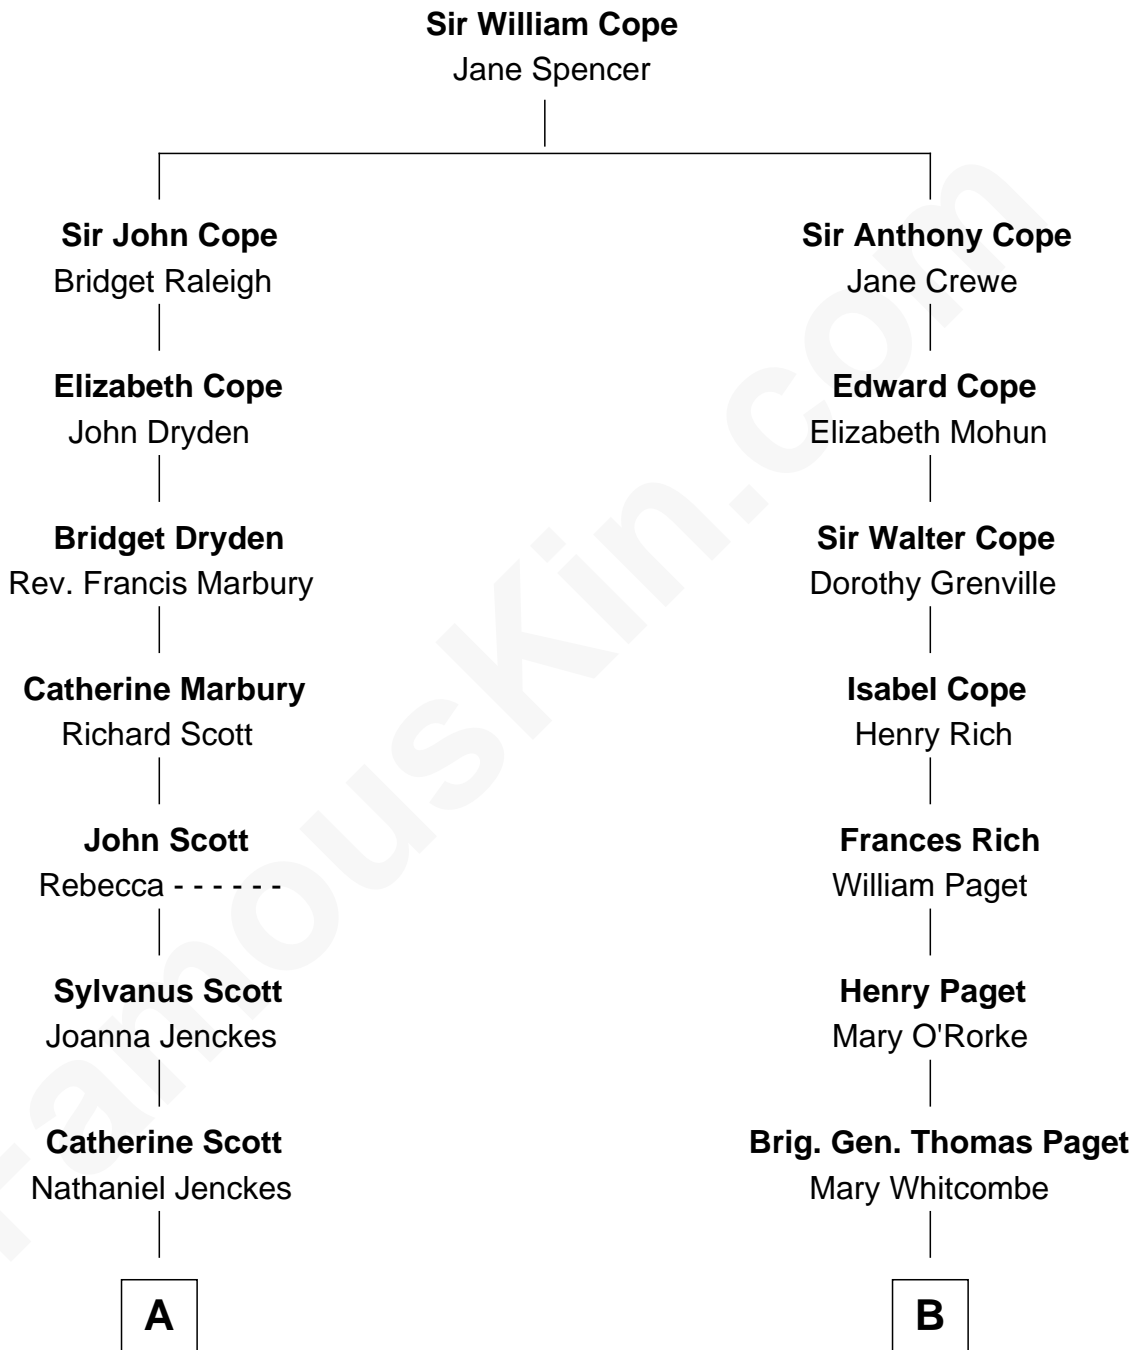 Sir William Cope
Jane Spencer
Sir John Cope
Bridget Raleigh
Elizabeth Cope
John Dryden
Bridget Dryden
Rev. Francis Marbury
Catherine Marbury
Richard Scott
John Scott
Rebecca - - - - - -
Sylvanus Scott
Joanna Jenckes
Catherine Scott
Nathaniel Jenckes
A
Sir Anthony Cope
Jane Crewe
Edward Cope
Elizabeth Mohun
Sir Walter Cope
Dorothy Grenville
Isabel Cope
Henry Rich
Frances Rich
William Paget
Henry Paget
Mary O'Rorke
Brig. Gen. Thomas Paget
Mary Whitcombe
B
FamousKin.com